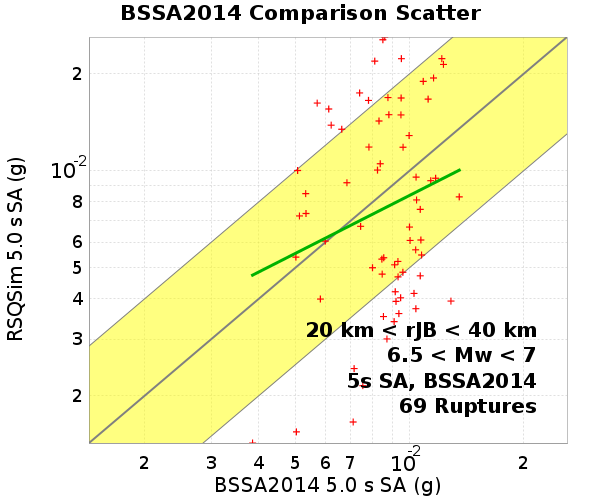 BSSA2014 Comparison Scatter
RSQSim 5.0 s SA (g)
2
10-2
8
6
5
4
3
2
20 km < rJB < 40 km
6.5 < Mw < 7
5s SA, BSSA2014
69 Ruptures
2 3 4 5 6 7 10-2 2
BSSA2014 5.0 s SA (g)